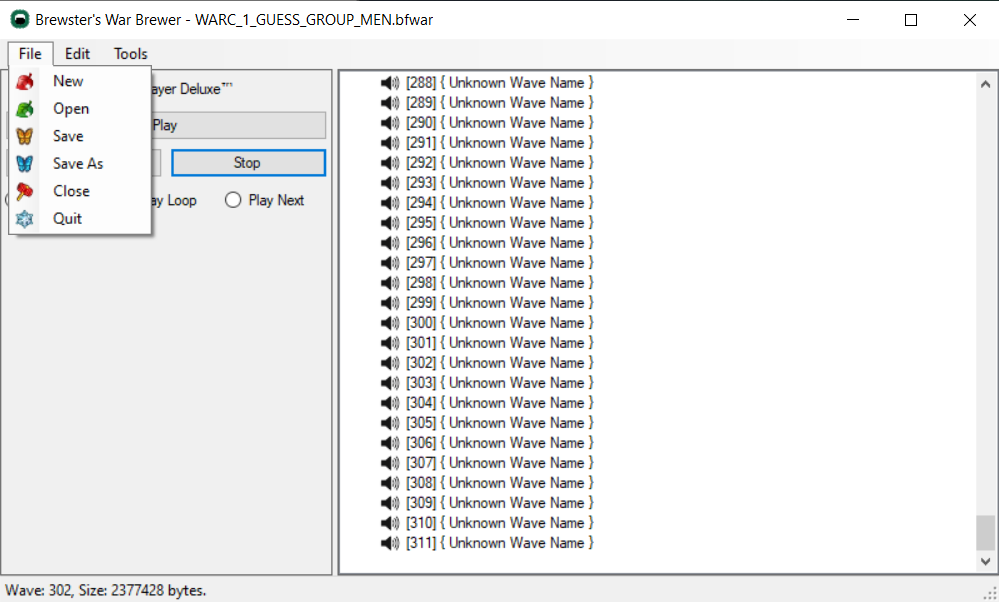 Brewster's War Brewer - WARC_1_GUESS_GROUP_MEN.bfwar
File Edit Tools
New
Open
Save
Save As
Close
Quit
ayer Deluxe™
Play
Stop
ay Loop
Play Next
[288] { Unknown Wave Name }
[289] { Unknown Wave Name }
[290] { Unknown Wave Name }
[291] { Unknown Wave Name }
[292] { Unknown Wave Name }
[293] { Unknown Wave Name }
[294] { Unknown Wave Name }
[295] { Unknown Wave Name }
[296] { Unknown Wave Name }
[297] { Unknown Wave Name }
[298] { Unknown Wave Name }
[299] { Unknown Wave Name }
[300] { Unknown Wave Name }
[301] { Unknown Wave Name }
[302] { Unknown Wave Name }
[303] { Unknown Wave Name }
[304] { Unknown Wave Name }
[305] { Unknown Wave Name }
[306] { Unknown Wave Name }
[307] { Unknown Wave Name }
[308] { Unknown Wave Name }
[309] { Unknown Wave Name }
[310] { Unknown Wave Name }
[311] { Unknown Wave Name }
Wave: 302, Size: 2377428 bytes.